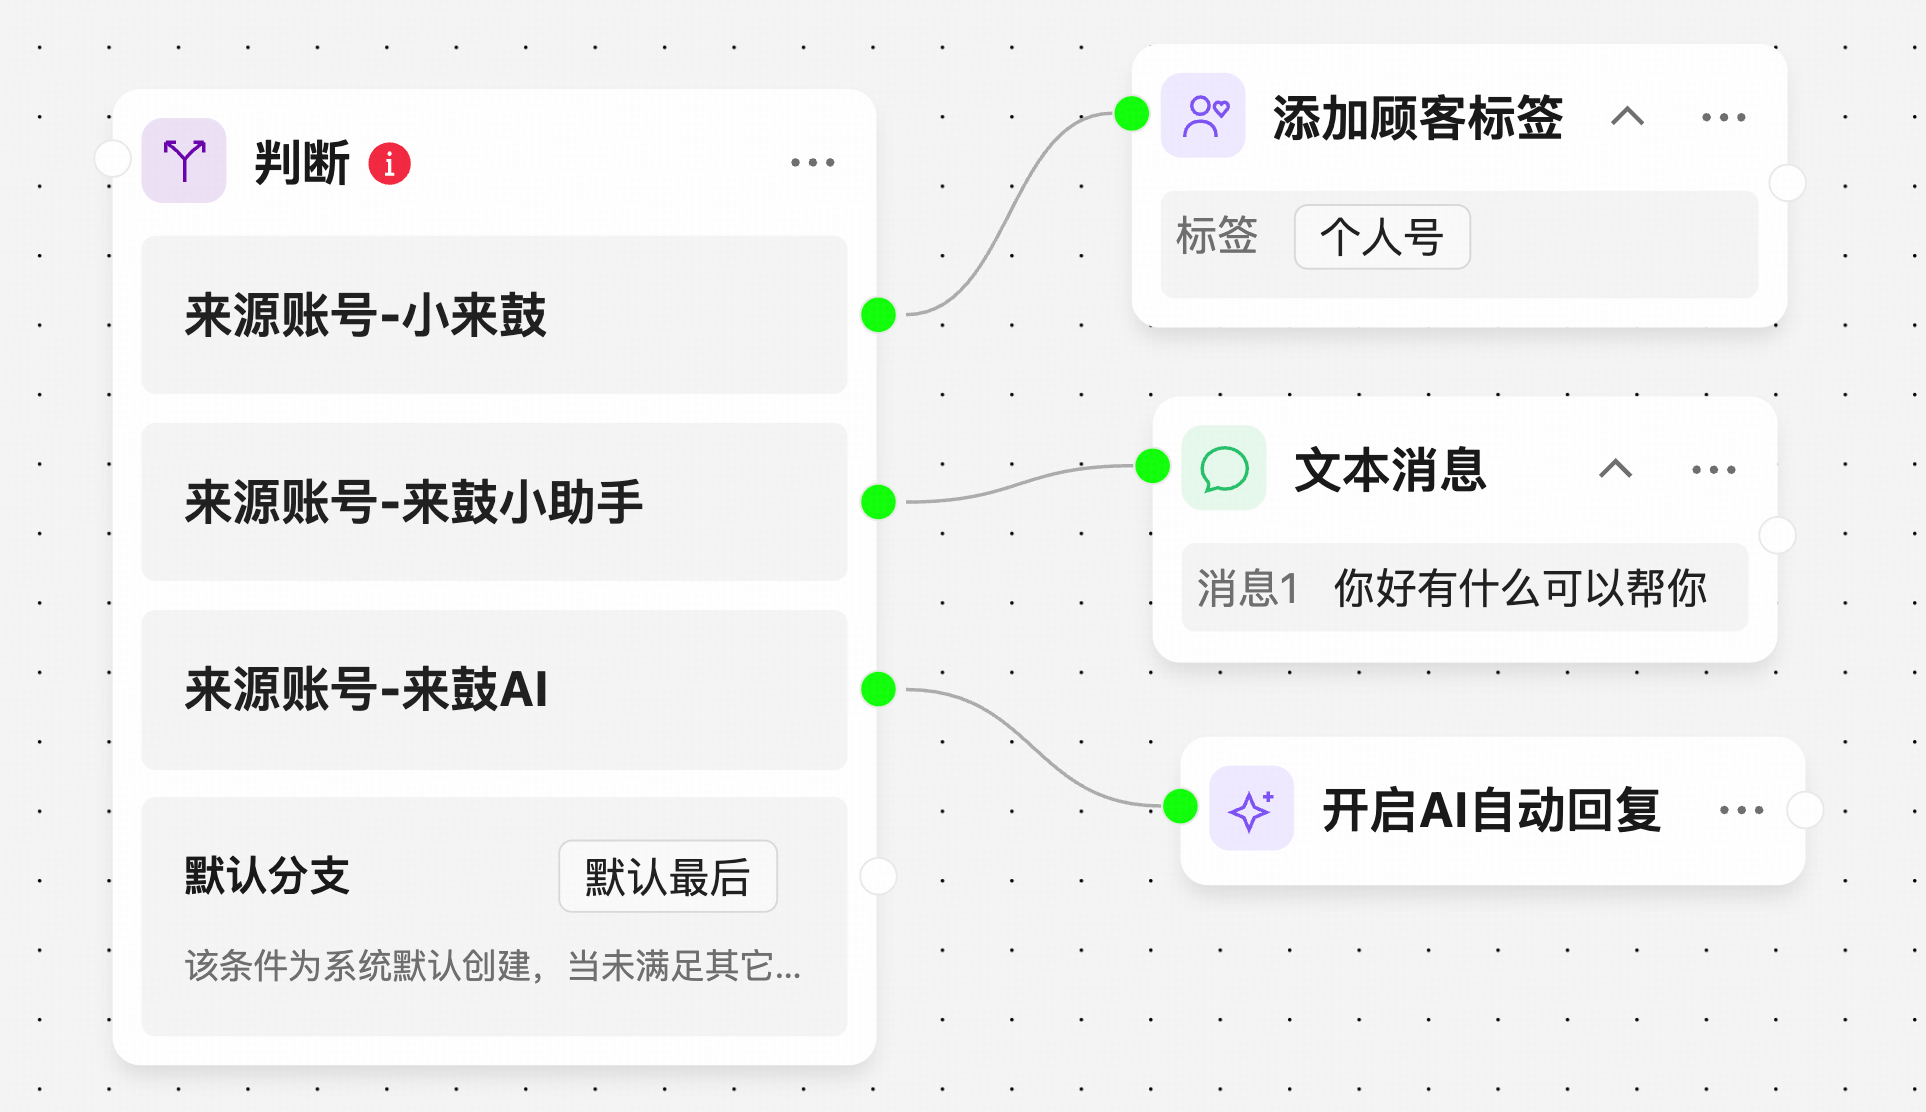 判断
来源账号-小来鼓
来源账号-来鼓小助手
来源账号-来鼓AI
默认分支
默认最后
该条件为系统默认创建，当未满足其它...
添加顾客标签
标签 个人号
文本消息
消息1 你好有什么可以帮你
开启AI自动回复